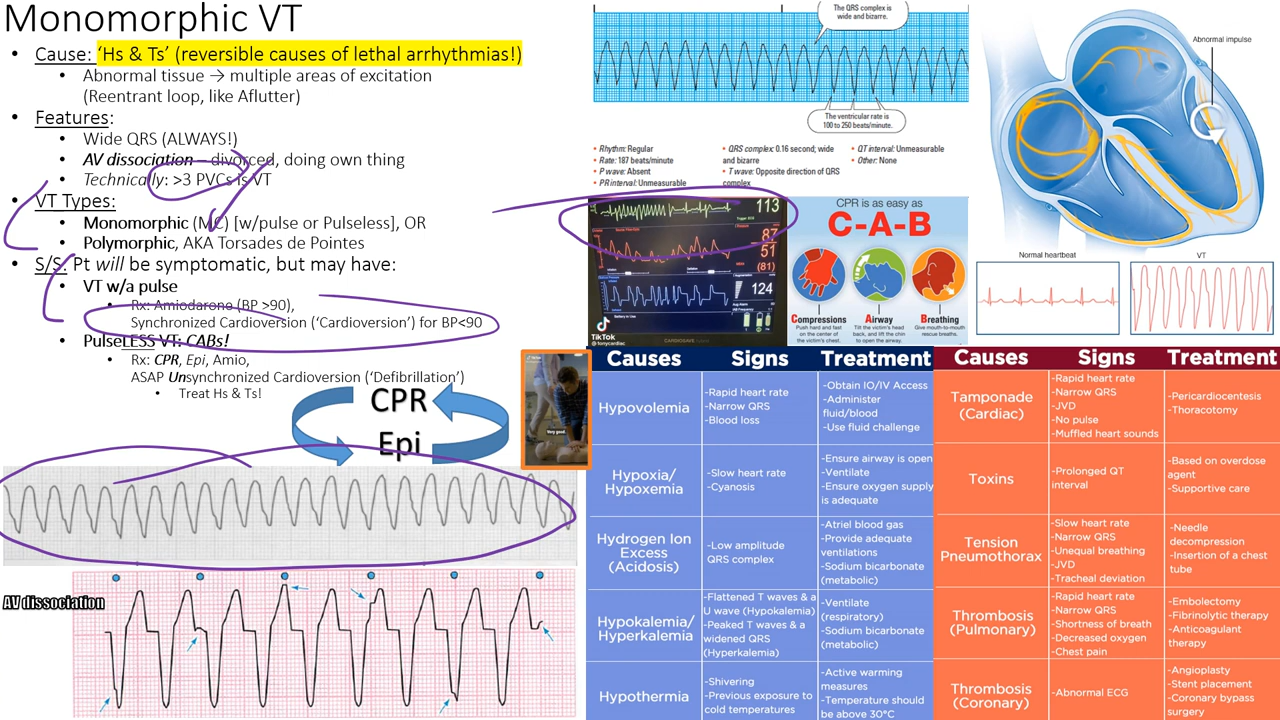 Monomorphic VT
• Cause: 'Hs & Ts' (reversible causes of lethal arrhythmias!)
• Abnormal tissue → multiple areas of excitation
(Reentrant loop, like Aflutter)
• Features:
• Wide QRS (ALWAYS!)
• AV dissociation – divorced, doing own thing
• Technically: >3 PVCs is VT
• VT Types:
• Monomorphic (MC) [w/pulse or Pulseless], OR
• Polymorphic, AKA Torsades de Pointes
• S/S: Pt will be symptomatic, but may have:
• VT w/a pulse
• Rx: Amiodarone (BP >90),
Synchronized Cardioversion ('Cardioversion') for BP<90
• PulseLESS VT: CABs!
• Rx: CPR, Epi, Amio,
ASAP Unsynchronized Cardioversion ('Defibrillation')
• Treat Hs & Ts!
CPR
Epi
AV dissociation
The QRS complex is
wide and bizarre.
The ventricular rate is
100 to 250 beats/minute.
• Rhythm: Regular
• Rate: 187 beats/minute
• P wave: Absent
• PR interval: Unmeasurable
• QRS complex: 0.16 second; wide
and bizarre
• T wave: Opposite direction of QRS
complex
• QT interval: Unmeasurable
• Other: None
Abnormal impulse
113
87
51
(81)
124
TikTok
@tonycardiac
CARDIOSAVE
CPR is as easy as
C-A-B
Compressions
Push hard and fast
on the center of
the victim's chest
Airway
Tilt the victim's head
back, and lift the chin
to open the airway.
Breathing
Give mouth-to-mouth
rescue breaths.
Normal heartbeat
VT
TikTok
Very good.
Causes Signs Treatment
Hypovolemia
-Rapid heart rate
-Narrow QRS
-Blood loss
-Obtain IO/IV Access
-Administer
fluid/blood
-Use fluid challenge
Hypoxia/
Hypoxemia
-Slow heart rate
-Cyanosis
-Ensure airway is open
-Ventilate
-Ensure oxygen supply
is adequate
Hydrogen Ion
Excess
(Acidosis)
-Low amplitude
QRS complex
-Atriel blood gas
-Provide adequate
ventilations
-Sodium bicarbonate
(metabolic)
Hypokalemia/
Hyperkalemia
-Flattened T waves & a
U wave (Hypokalemia)
-Peaked T waves & a
widened QRS
(Hyperkalemia)
-Ventilate
(respiratory)
-Sodium bicarbonate
(metabolic)
Hypothermia
-Shivering
-Previous exposure to
cold temperatures
-Active warming
measures
-Temperature should
be above 30°C
Causes Signs Treatment
Tamponade
(Cardiac)
-Rapid heart rate
-Narrow QRS
-JVD
-No pulse
-Muffled heart sounds
-Pericardiocentesis
-Thoracotomy
Toxins
-Prolonged QT
interval
-Based on overdose
agent
-Supportive care
Tension
Pneumothorax
-Slow heart rate
-Narrow QRS
-Unequal breathing
-JVD
-Tracheal deviation
-Needle
decompression
-Insertion of a chest
tube
Thrombosis
(Pulmonary)
-Rapid heart rate
-Narrow QRS
-Shortness of breath
-Decreased oxygen
-Chest pain
-Embolectomy
-Fibrinolytic therapy
-Anticoagulant
therapy
Thrombosis
(Coronary)
-Abnormal ECG
-Angioplasty
-Stent placement
-Coronary bypass
surgery